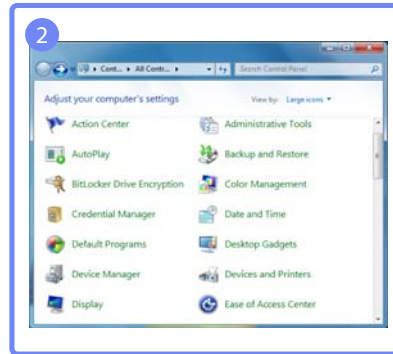 2
Cont... All Contr...
Search Control Panel
Adjust your computer's settings
View by: Large icons
Action Center
Administrative Tools
AutoPlay
Backup and Restore
BitLocker Drive Encryption
Color Management
Credential Manager
Date and Time
Default Programs
Desktop Gadgets
Device Manager
Devices and Printers
Display
Ease of Access Center